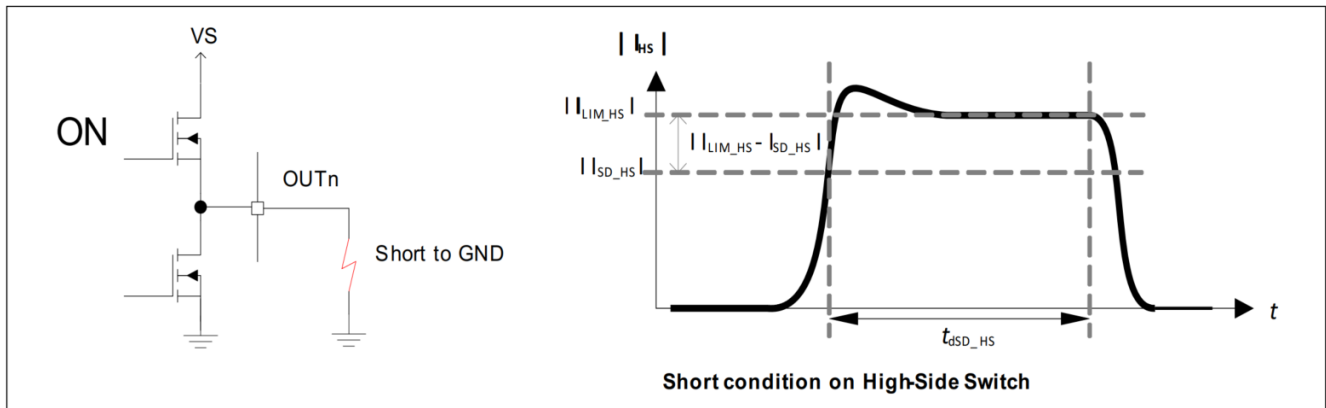 VS
ON
OUTn
Short to GND
| I_HS |
| I_LIM_HS |
| I_LIM_HS - I_SD_HS |
| I_SD_HS |
t
t_dSD_HS
Short condition on High-Side Switch